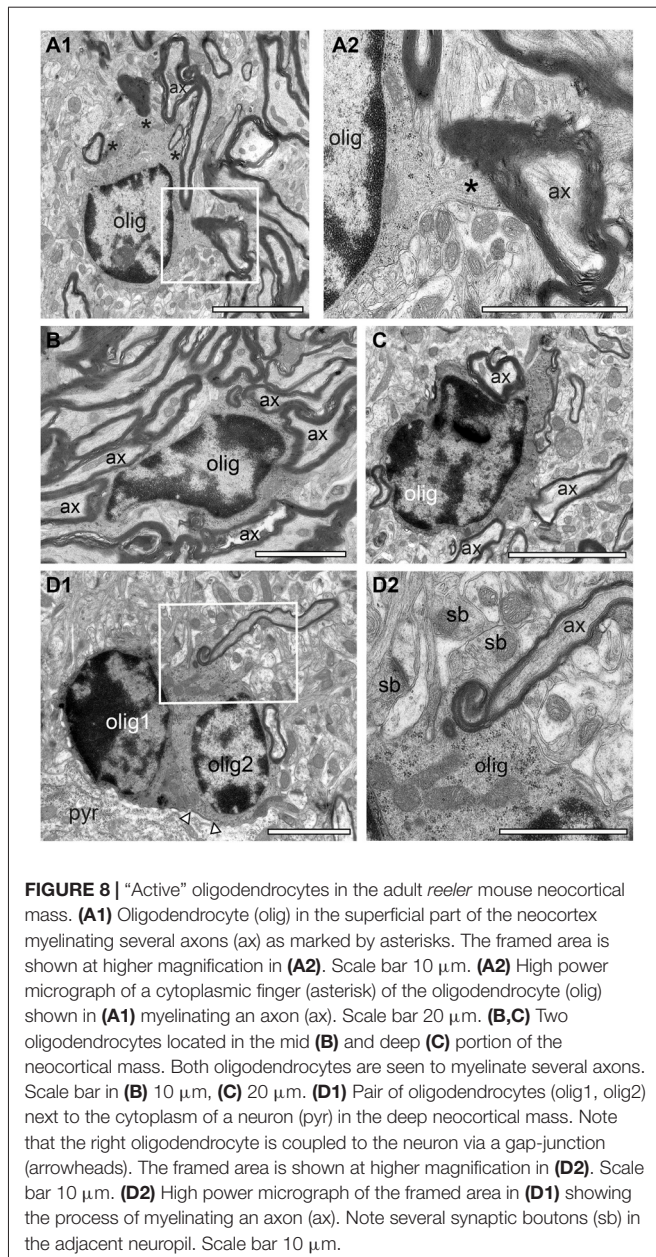 A1
ax
*
*
*
olig
A2
olig
*
ax
B
ax
olig
ax
ax
ax
ax
C
ax
olig
ax
ax
D1
olig1
olig2
pyr
D2
sb
sb
ax
sb
olig
FIGURE 8 | “Active” oligodendrocytes in the adult reeler mouse neocortical
mass. (A1) Oligodendrocyte (olig) in the superficial part of the neocortex
myelinating several axons (ax) as marked by asterisks. The framed area is
shown at higher magnification in (A2). Scale bar 10 μm. (A2) High power
micrograph of a cytoplasmic finger (asterisk) of the oligodendrocyte (olig)
shown in (A1) myelinating an axon (ax). Scale bar 20 μm. (B,C) Two
oligodendrocytes located in the mid (B) and deep (C) portion of the
neocortical mass. Both oligodendrocytes are seen to myelinate several axons.
Scale bar in (B) 10 μm, (C) 20 μm. (D1) Pair of oligodendrocytes (olig1, olig2)
next to the cytoplasm of a neuron (pyr) in the deep neocortical mass. Note
that the right oligodendrocyte is coupled to the neuron via a gap-junction
(arrowheads). The framed area is shown at higher magnification in (D2). Scale
bar 10 μm. (D2) High power micrograph of the framed area in (D1) showing
the process of myelinating an axon (ax). Note several synaptic boutons (sb) in
the adjacent neuropil. Scale bar 10 μm.